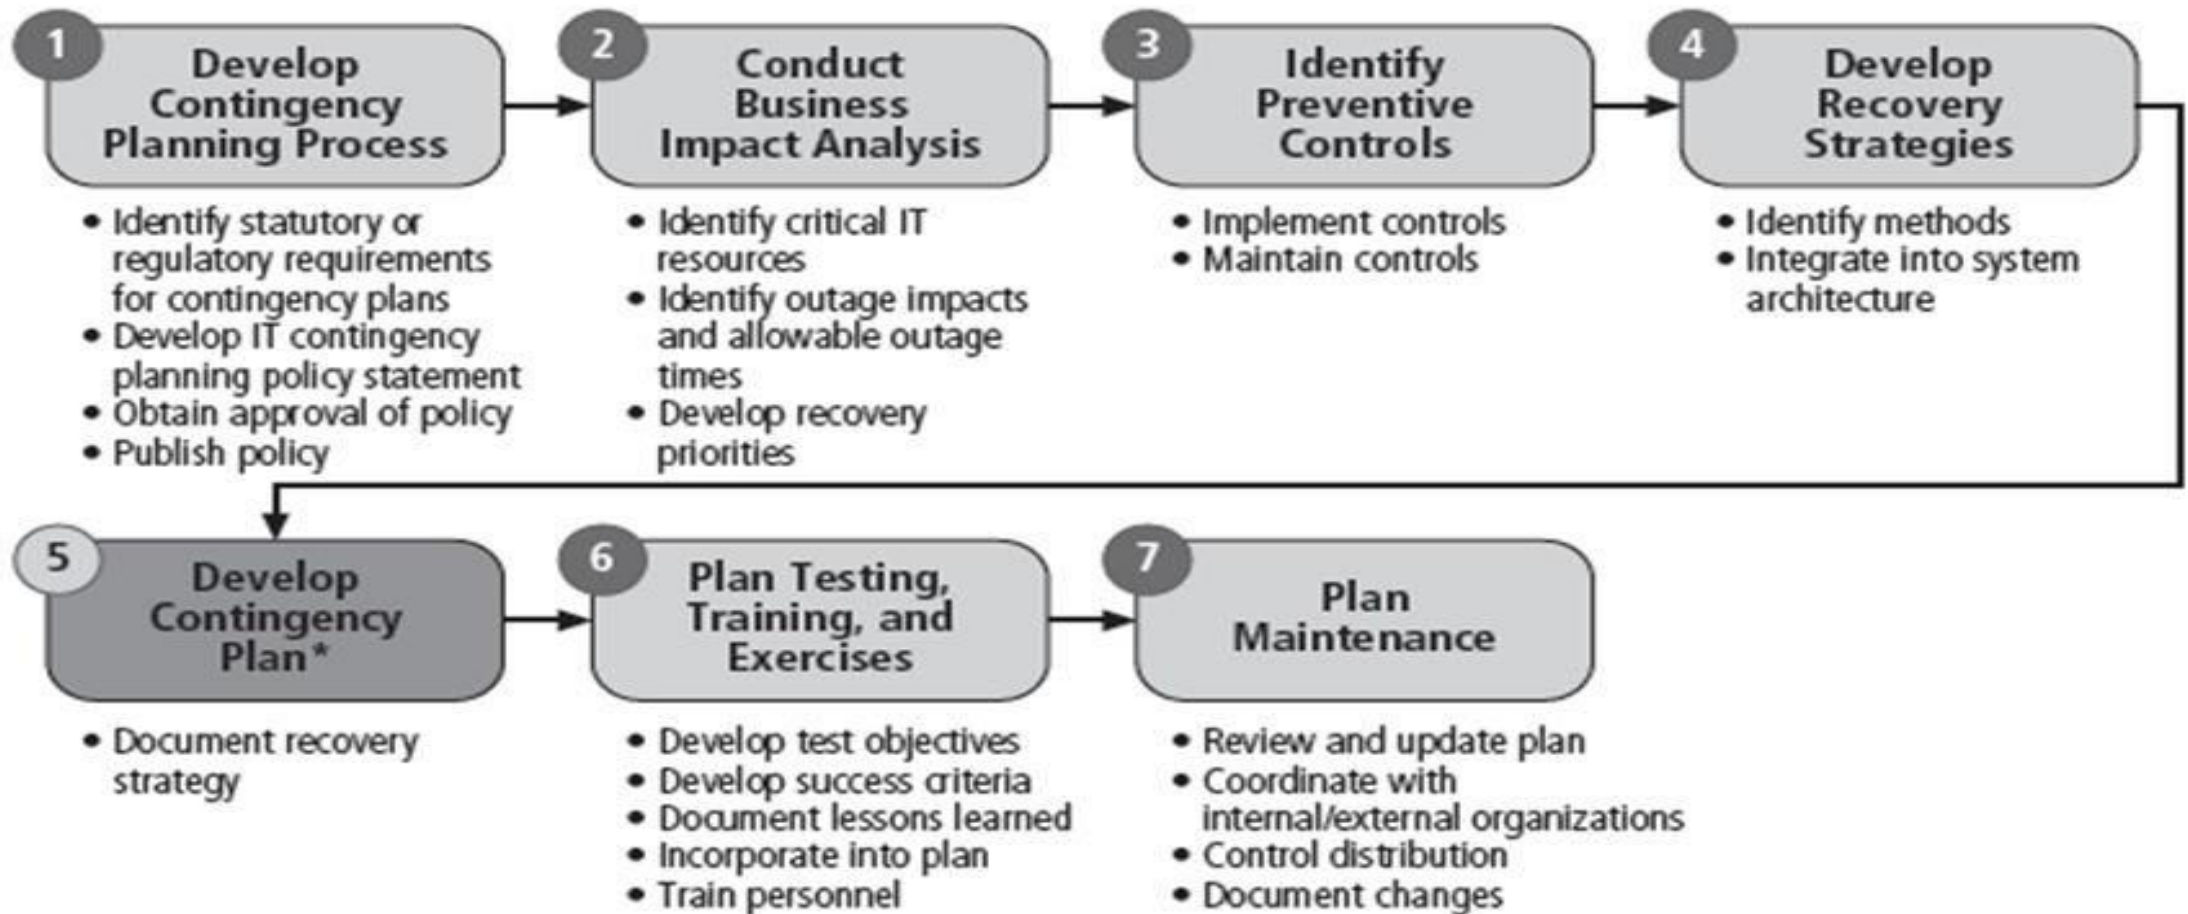 1
Develop
Contingency
Planning Process
• Identify statutory or
regulatory requirements
for contingency plans
• Develop IT contingency
planning policy statement
• Obtain approval of policy
• Publish policy
2
Conduct
Business
Impact Analysis
• Identify critical IT
resources
• Identify outage impacts
and allowable outage
times
• Develop recovery
priorities
3
Identify
Preventive
Controls
• Implement controls
• Maintain controls
4
Develop
Recovery
Strategies
• Identify methods
• Integrate into system
architecture
5
Develop
Contingency
Plan*
• Document recovery
strategy
6
Plan Testing,
Training, and
Exercises
• Develop test objectives
• Develop success criteria
• Document lessons learned
• Incorporate into plan
• Train personnel
7
Plan
Maintenance
• Review and update plan
• Coordinate with
internal/external organizations
• Control distribution
• Document changes